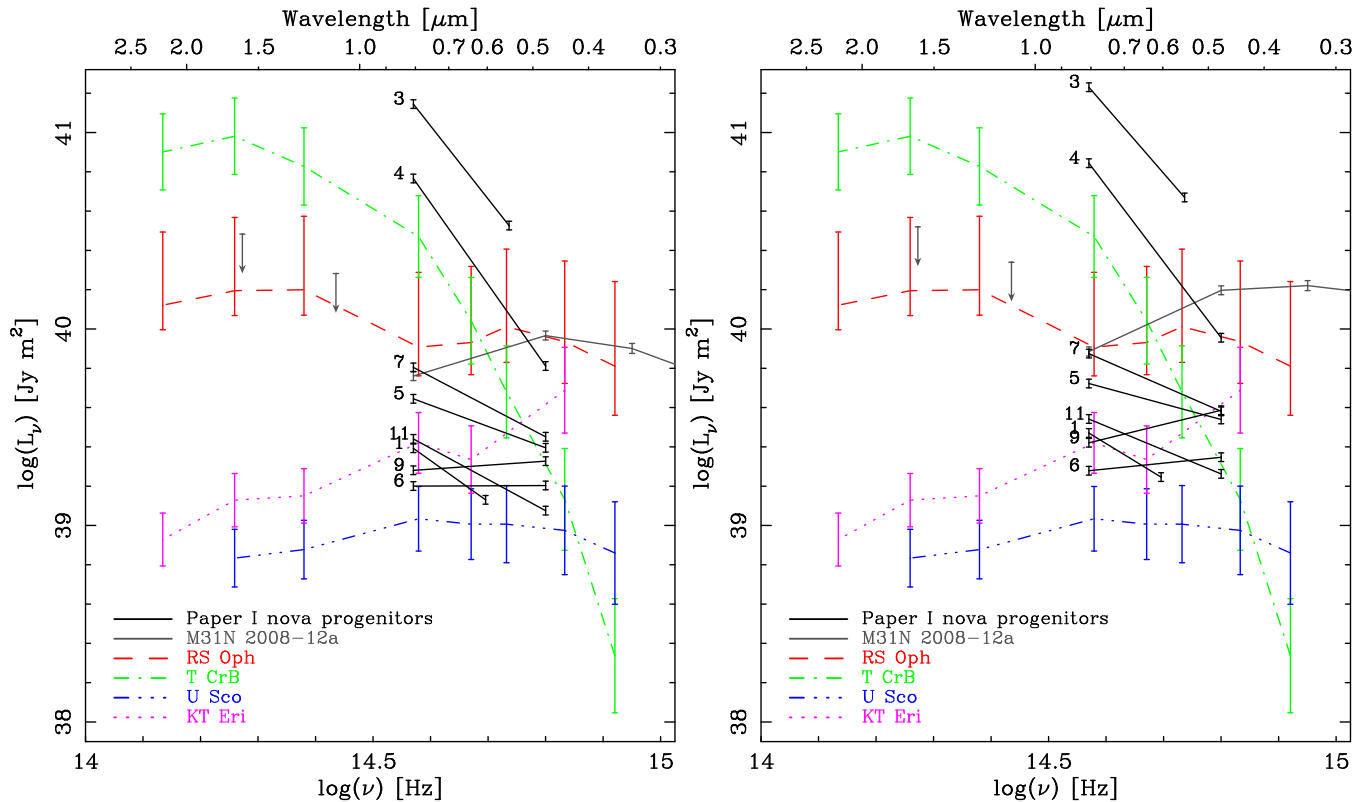 Wavelength [μm]
2.5 2.0 1.5 1.0 0.7 0.6 0.5 0.4 0.3
log(Lν) [Jy m²]
41
40
39
38
3
4
7
5
11
1
9
6
Paper I nova progenitors
M31N 2008−12a
RS Oph
T CrB
U Sco
KT Eri
14 14.5 15
log(ν) [Hz]
Wavelength [μm]
2.5 2.0 1.5 1.0 0.7 0.6 0.5 0.4 0.3
log(Lν) [Jy m²]
41
40
39
38
3
4
7
5
11
1
9
6
Paper I nova progenitors
M31N 2008−12a
RS Oph
T CrB
U Sco
KT Eri
14 14.5 15
log(ν) [Hz]